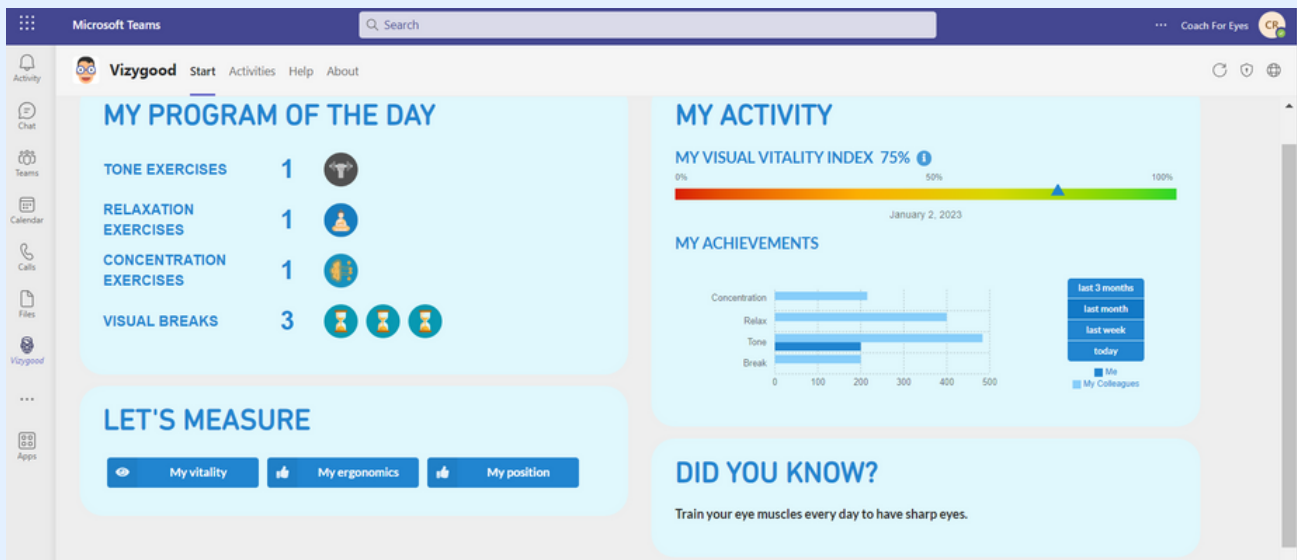 Microsoft Teams
Search
Coach For Eyes
CR
Activity
Chat
Teams
Calendar
Calls
Files
Vizygood
Apps
Vizygood Start Activities Help About
MY PROGRAM OF THE DAY
TONE EXERCISES 1
RELAXATION
EXERCISES 1
CONCENTRATION
EXERCISES 1
VISUAL BREAKS 3
LET'S MEASURE
My vitality
My ergonomics
My position
MY ACTIVITY
MY VISUAL VITALITY INDEX 75%
0% 50% 100%
January 2, 2023
MY ACHIEVEMENTS
Concentration
Relax
Tone
Break
0 100 200 300 400 500
last 3 months
last month
last week
today
Me
My Colleagues
DID YOU KNOW?
Train your eye muscles every day to have sharp eyes.